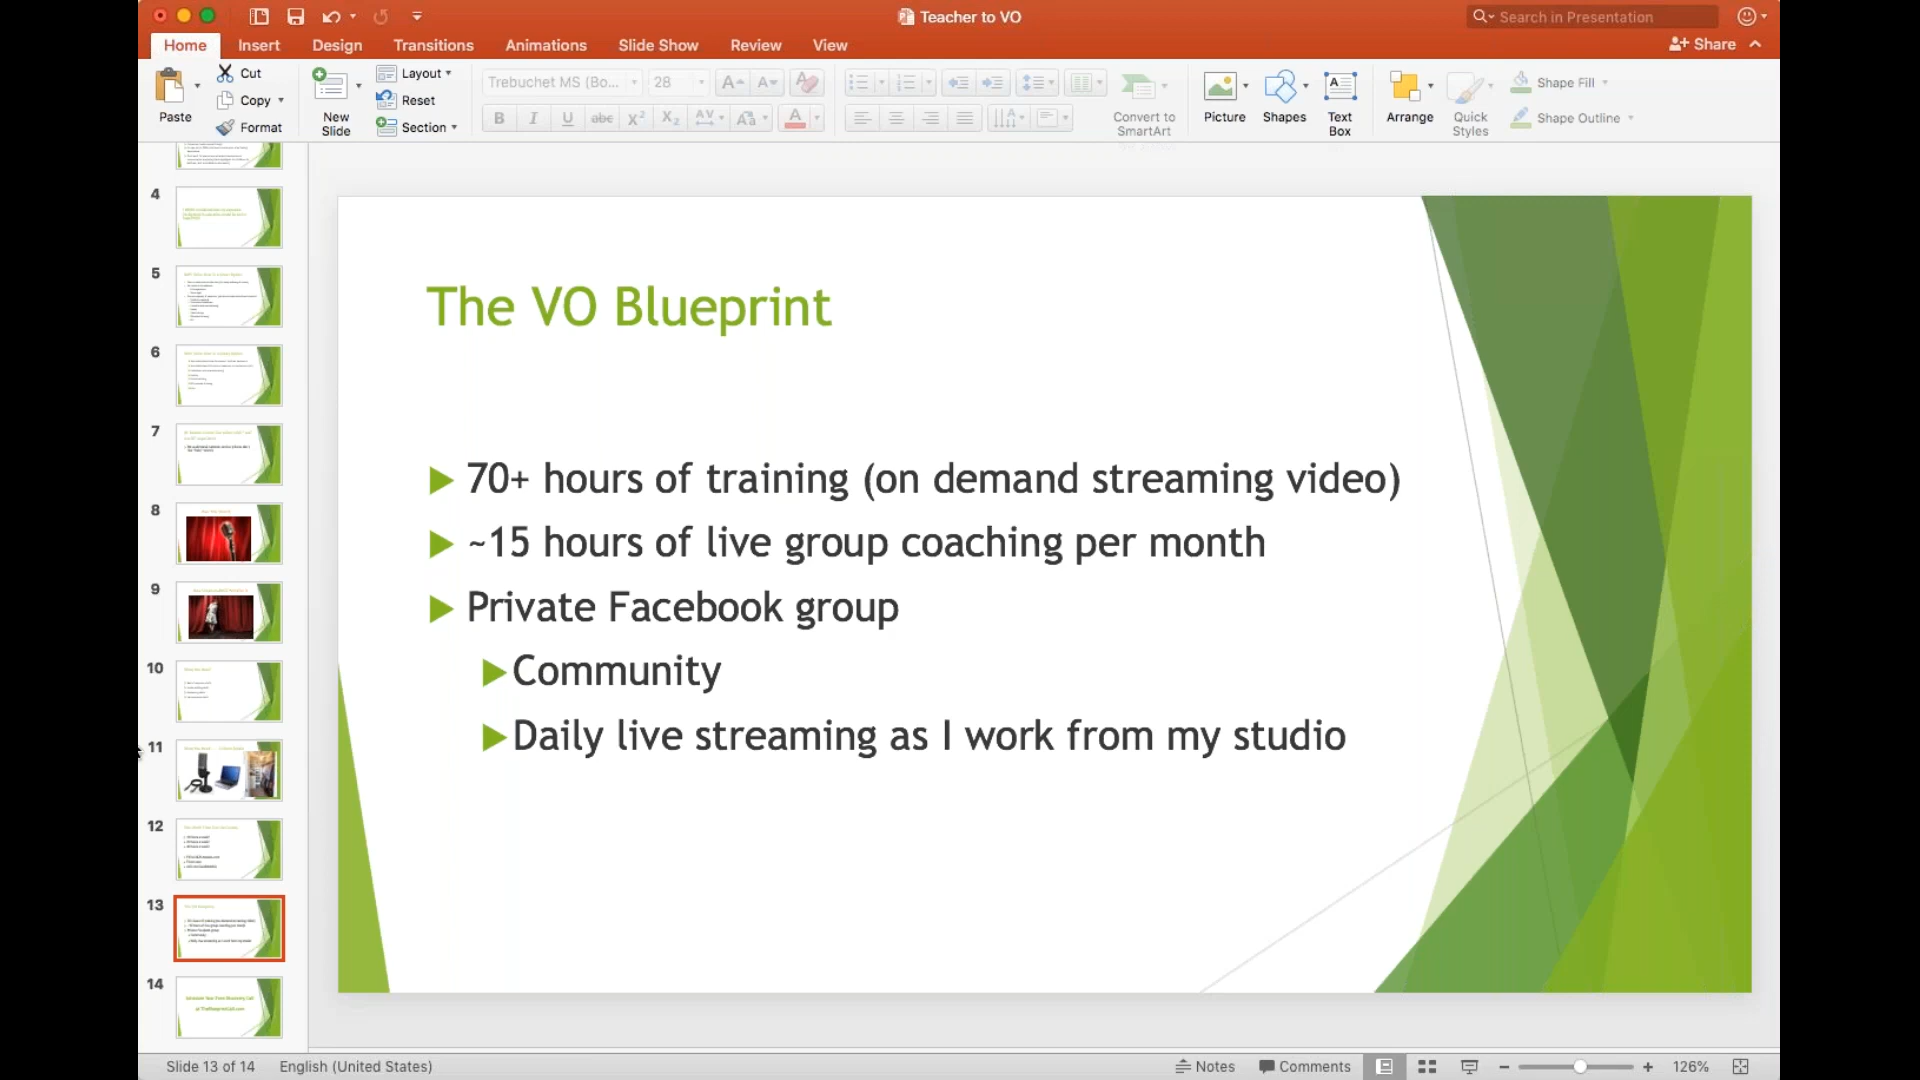 Teacher to VO
Search in Presentation
Home Insert Design Transitions Animations Slide Show Review View Share
Paste
Cut
Copy
Format
New Slide
Layout
Reset
Section
Trebuchet MS (Bo...
28
Convert to SmartArt
Picture
Shapes
Text Box
Arrange
Quick Styles
Shape Fill
Shape Outline
4
5
6
7
8
9
10
11
12
13
14
The VO Blueprint
70+ hours of training (on demand streaming video)
~15 hours of live group coaching per month
Private Facebook group
Community
Daily live streaming as I work from my studio
Slide 13 of 14
English (United States)
Notes
Comments
126%